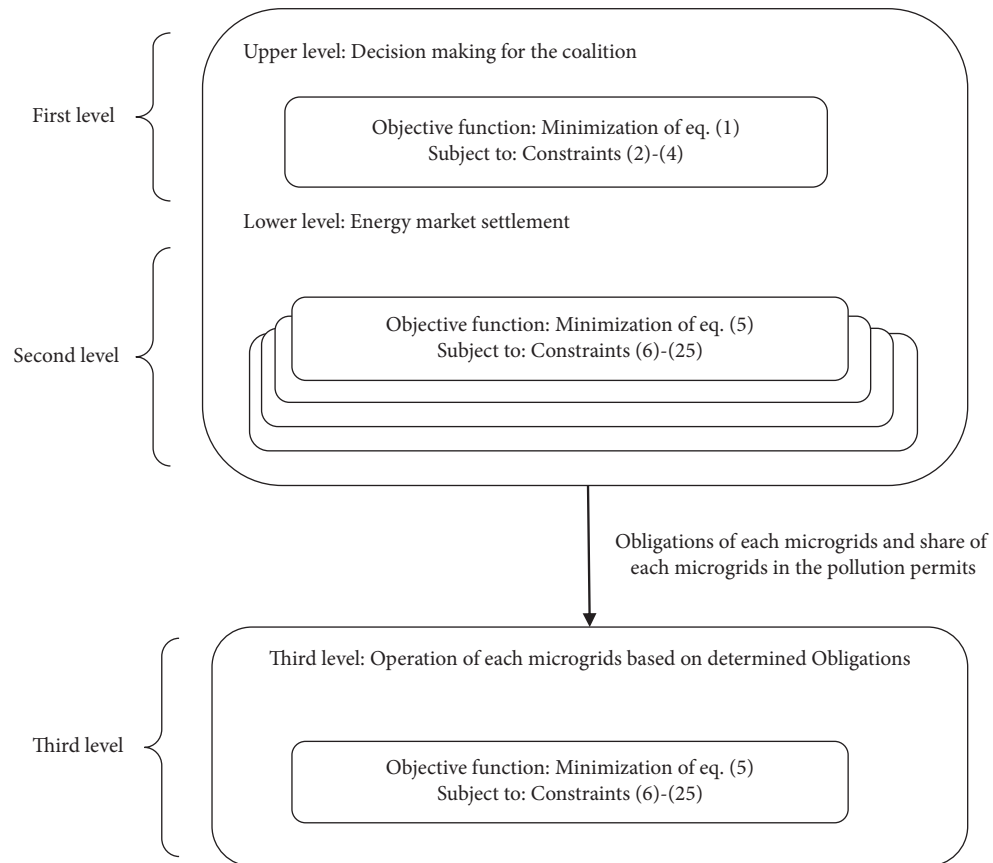 Upper level: Decision making for the coalition
First level
Objective function: Minimization of eq. (1)
Subject to: Constraints (2)-(4)
Lower level: Energy market settlement
Second level
Objective function: Minimization of eq. (5)
Subject to: Constraints (6)-(25)
Obligations of each microgrids and share of
each microgrids in the pollution permits
Third level: Operation of each microgrids based on determined Obligations
Third level
Objective function: Minimization of eq. (5)
Subject to: Constraints (6)-(25)